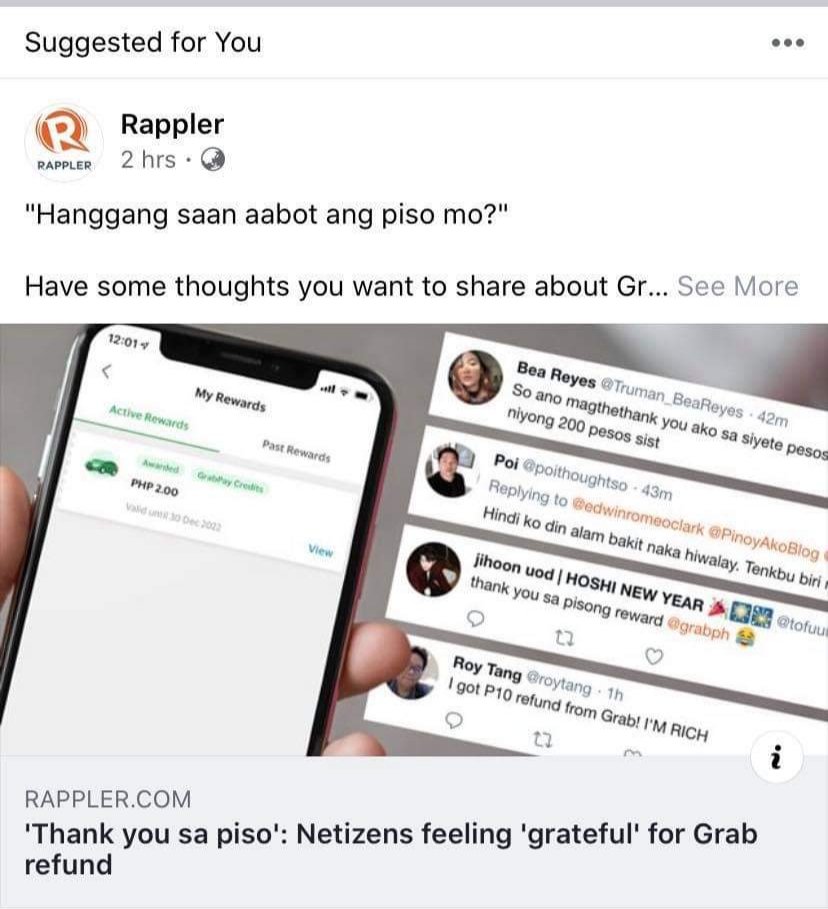 Suggested for You
Rappler
RAPPLER
2 hrs
"Hanggang saan aabot ang piso mo?"
Have some thoughts you want to share about Gr... See More
12:01
My Rewards
Active Rewards
Past Rewards
Awarded
GrabPay Credits
PHP 2.00
Valid until 30 Dec 2022
View
Bea Reyes @Truman_BeaReyes · 42m
So ano magthethank you ako sa siyete pesos
niyong 200 pesos sist
Poi @poithoughtso · 43m
Replying to @edwinromeoclark @PinoyAkoBlog
Hindi ko din alam bakit naka hiwalay. Tenkbu biri
jihoon uod | HOSHI NEW YEAR 🎉🎆🎇 @tofuu
thank you sa pisong reward @grabph 😂
Roy Tang @roytang · 1h
I got P10 refund from Grab! I'M RICH
RAPPLER.COM
'Thank you sa piso': Netizens feeling 'grateful' for Grab
refund